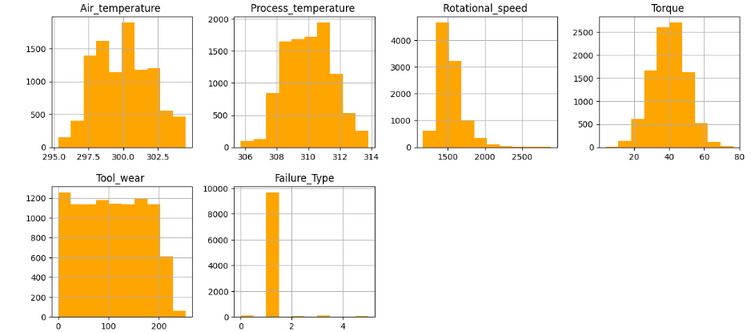 Air_temperature
1500
1000
500
0
295.0 297.5 300.0 302.5
Process_temperature
2000
1500
1000
500
0
306 308 310 312 314
Rotational_speed
4000
3000
2000
1000
0
1500 2000 2500
Torque
2500
2000
1500
1000
500
0
20 40 60 80
Tool_wear
1200
1000
800
600
400
200
0
0 100 200
Failure_Type
10000
8000
6000
4000
2000
0
0 2 4